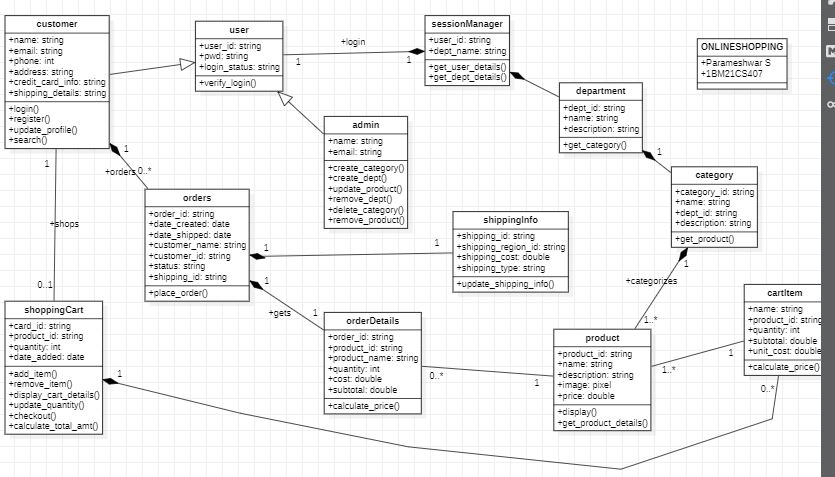 customer
+name: string
+email: string
+phone: int
+address: string
+credit_card_info: string
+shipping_details: string
+login()
+register()
+update_profile()
+search()
user
+user_id: string
+pwd: string
+login_status: string
+verify_login()
+login
1
1
sessionManager
+user_id: string
+dept_name: string
+get_user_details()
+get_dept_details()
ONLINESHOPPING
+Parameshwar S
+1BM21CS407
department
+dept_id: string
+name: string
+description: string
+get_category()
1
admin
+name: string
+email: string
+create_category()
+create_dept()
+update_product()
+remove_dept()
+delete_category()
+remove_product()
category
+category_id: string
+name: string
+dept_id: string
+description: string
+get_product()
1
+categorizes
1..*
1
+orders
0..*
1
+shops
0..1
orders
+order_id: string
+date_created: date
+date_shipped: date
+customer_name: string
+customer_id: string
+status: string
+shipping_id: string
+place_order()
1
1
shippingInfo
+shipping_id: string
+shipping_region_id: string
+shipping_cost: double
+shipping_type: string
+update_shipping_info()
1
+gets
1
shoppingCart
+card_id: string
+product_id: string
+quantity: int
+date_added: date
+add_item()
+remove_item()
+display_cart_details()
+update_quantity()
+checkout()
+calculate_total_amt()
1
orderDetails
+order_id: string
+product_id: string
+product_name: string
+quantity: int
+cost: double
+subtotal: double
+calculate_price()
0..*
1
product
+product_id: string
+name: string
+description: string
+image: pixel
+price: double
+display()
+get_product_details()
1..*
1
cartItem
+name: string
+product_id: string
+quantity: int
+subtotal: double
+unit_cost: double
+calculate_price()
0..*